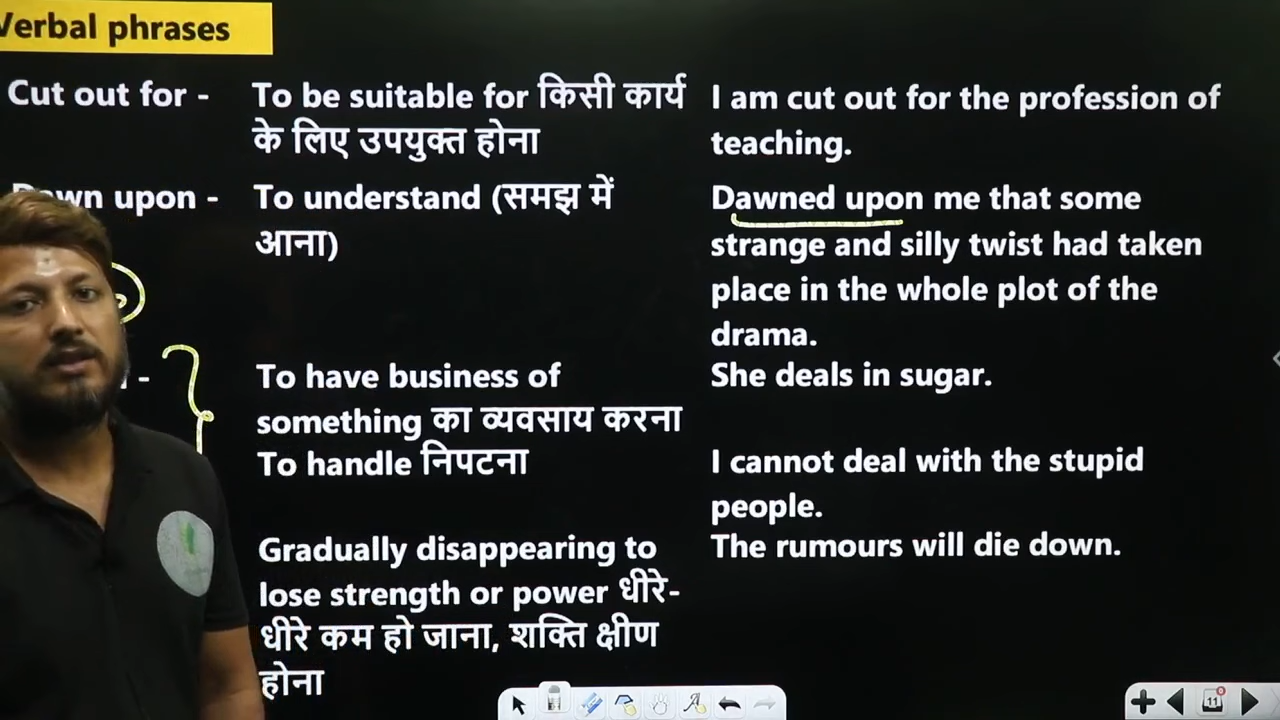 Verbal phrases
Cut out for -
To be suitable for किसी कार्य
के लिए उपयुक्त होना
I am cut out for the profession of
teaching.
upon -
To understand (समझ में
आना)
Dawned upon me that some
strange and silly twist had taken
place in the whole plot of the
drama.
-
To have business of
something का व्यवसाय करना
She deals in sugar.
To handle निपटना
I cannot deal with the stupid
people.
Gradually disappearing to
lose strength or power धीरे-
धीरे कम हो जाना, शक्ति क्षीण
होना
The rumours will die down.
A
11